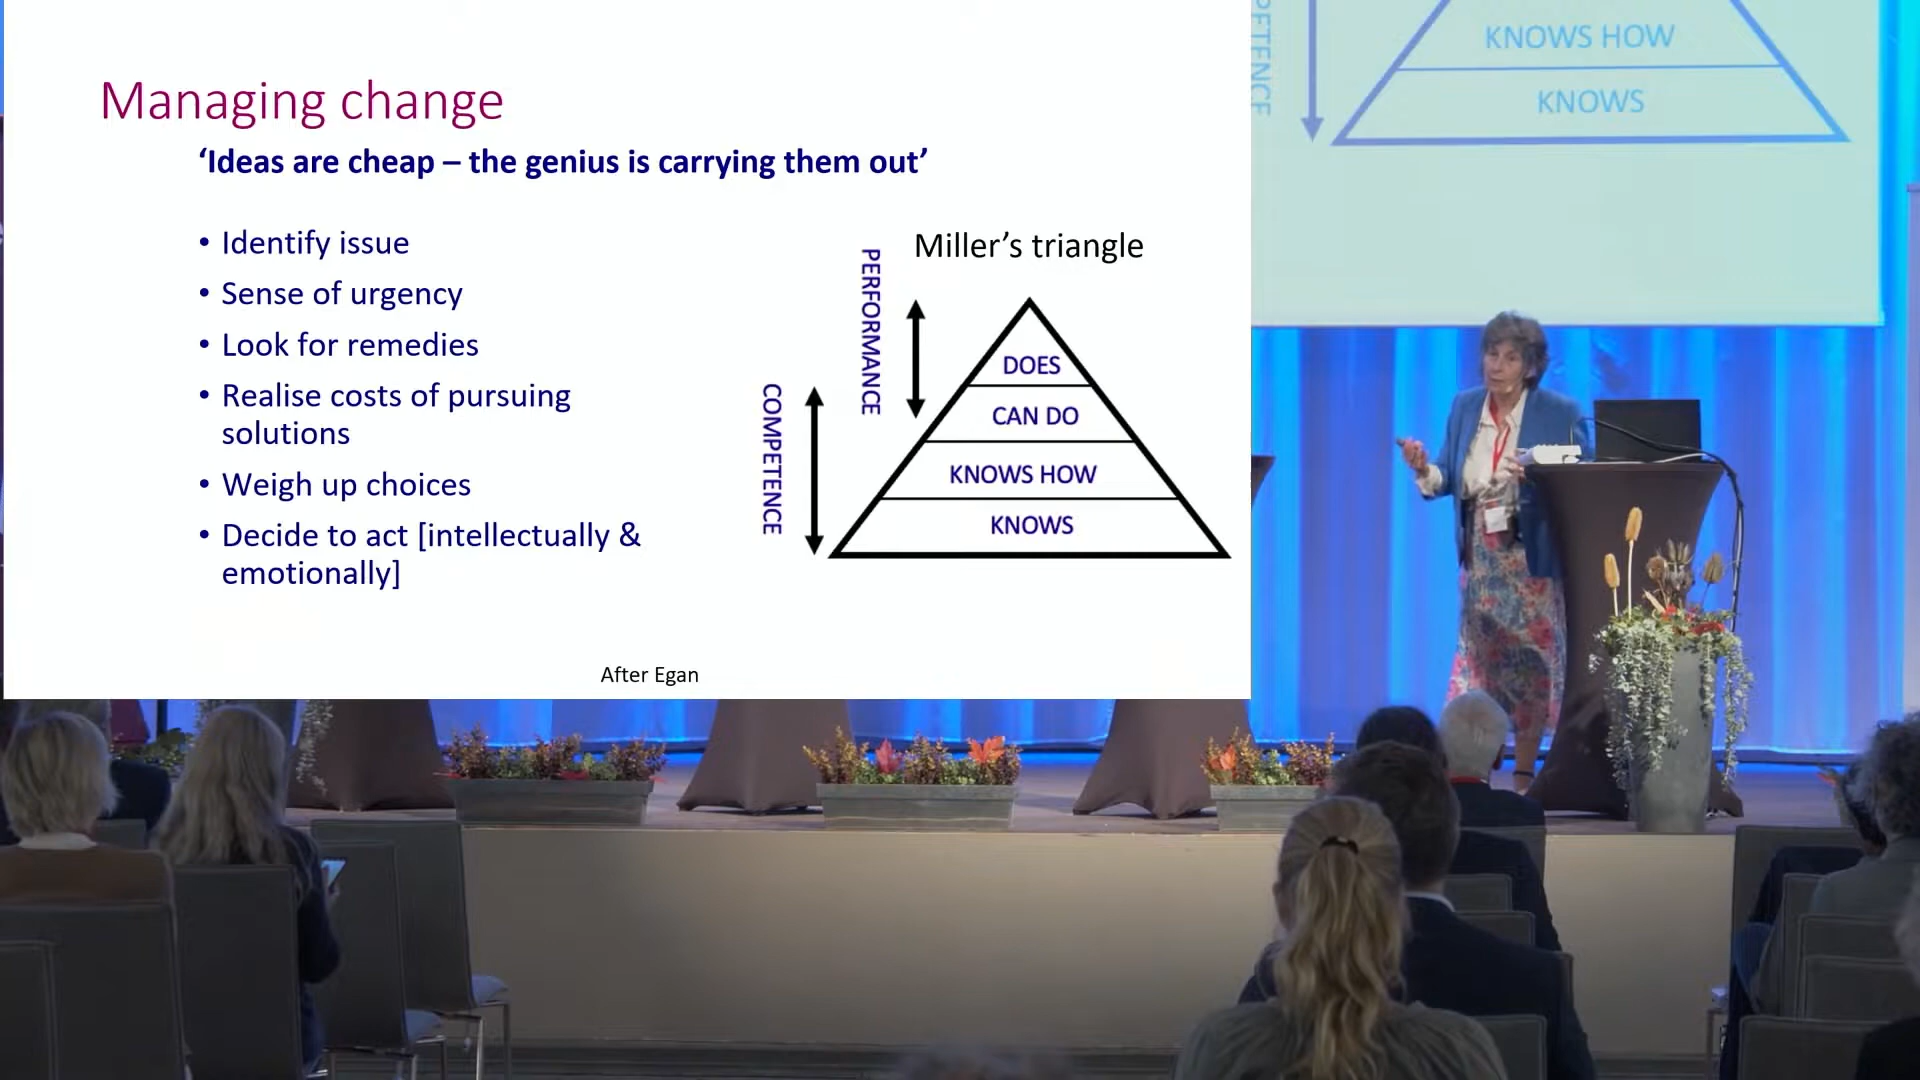 Managing change
‘Ideas are cheap – the genius is carrying them out’
• Identify issue
• Sense of urgency
• Look for remedies
• Realise costs of pursuing
solutions
• Weigh up choices
• Decide to act [intellectually &
emotionally]
Miller’s triangle
PERFORMANCE
COMPETENCE
DOES
CAN DO
KNOWS HOW
KNOWS
After Egan
KNOWS HOW
KNOWS